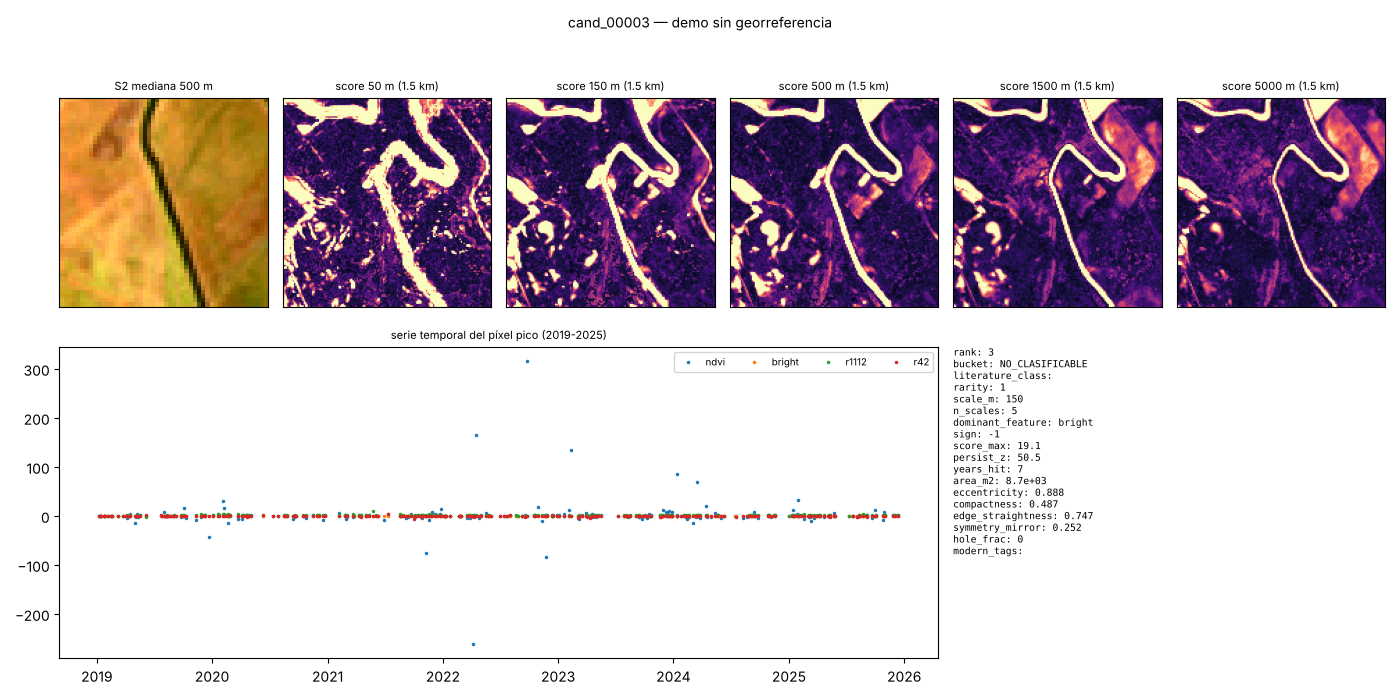 cand_00003 — demo sin georreferencia
S2 mediana 500 m
score 50 m (1.5 km)
score 150 m (1.5 km)
score 500 m (1.5 km)
score 1500 m (1.5 km)
score 5000 m (1.5 km)
serie temporal del píxel pico (2019-2025)
ndvi
bright
r1112
r42
300
200
100
0
−100
−200
2019
2020
2021
2022
2023
2024
2025
2026
rank: 3
bucket: NO_CLASIFICABLE
literature_class:
rarity: 1
scale_m: 150
n_scales: 5
dominant_feature: bright
sign: -1
score_max: 19.1
persist_z: 50.5
years_hit: 7
area_m2: 8.7e+03
eccentricity: 0.888
compactness: 0.487
edge_straightness: 0.747
symmetry_mirror: 0.252
hole_frac: 0
modern_tags: